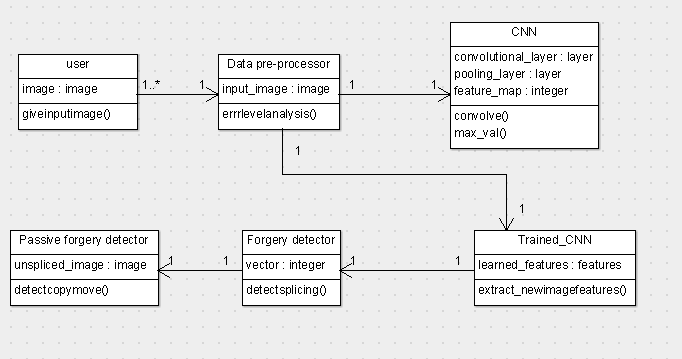 user
image : image
giveinputimage()
1..*
1
Data pre-processor
input_image : image
errrlevelanalysis()
1
1
CNN
convolutional_layer : layer
pooling_layer : layer
feature_map : integer
convolve()
max_val()
1
1
Trained_CNN
learned_features : features
extract_newimagefeatures()
1
1
Forgery detector
vector : integer
detectsplicing()
1
1
Passive forgery detector
unspliced_image : image
detectcopymove()